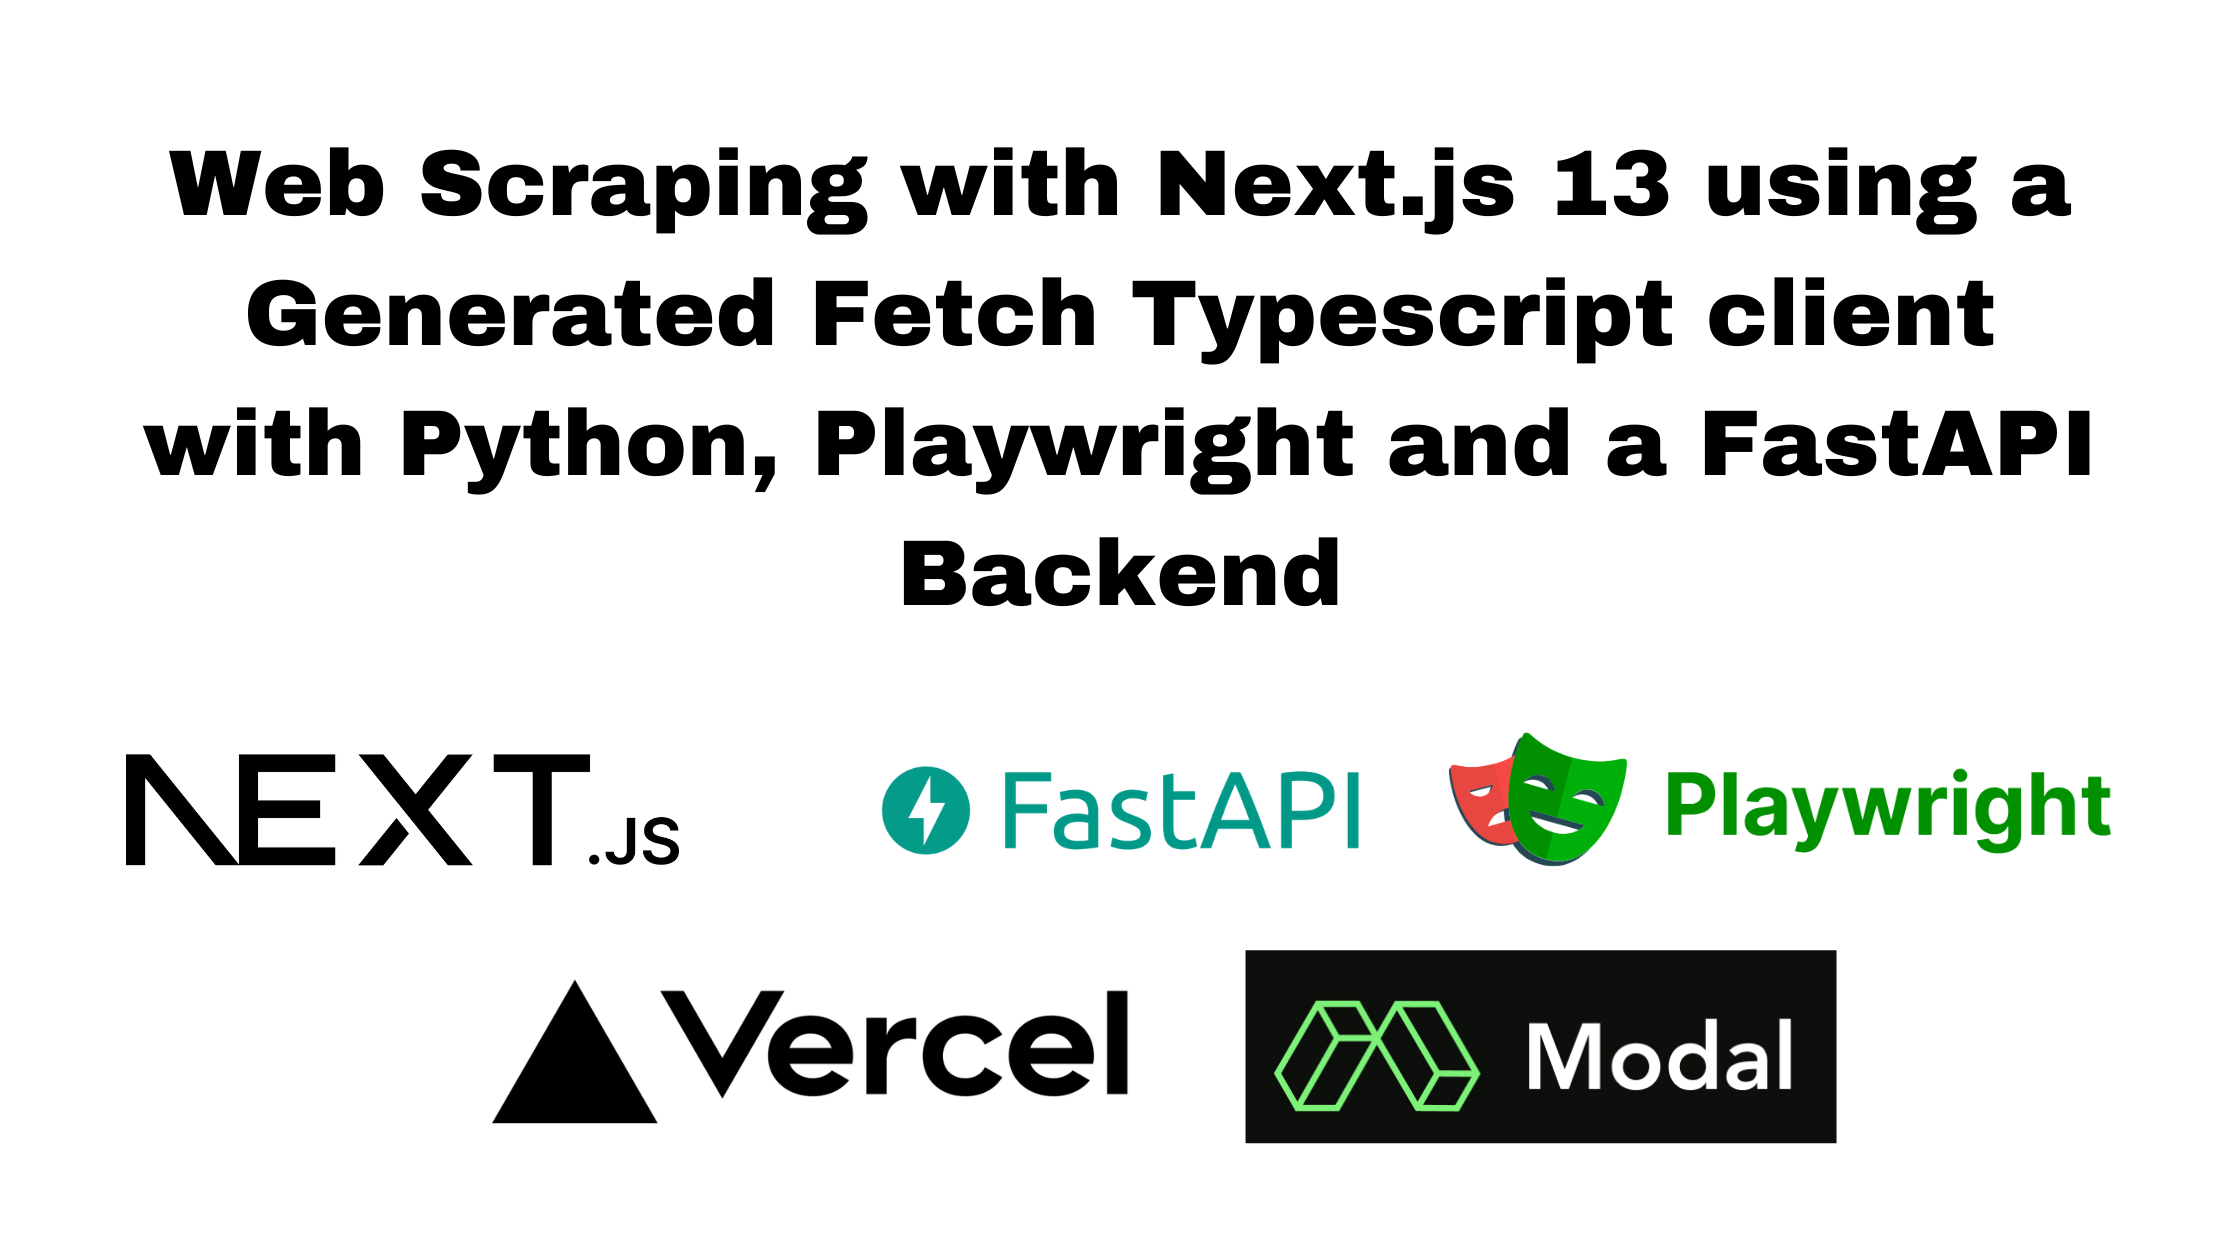 Web Scraping with Next.js 13 using a
Generated Fetch Typescript client
with Python, Playwright and a FastAPI
Backend
NEXT.JS
FastAPI
Playwright
Vercel
Modal